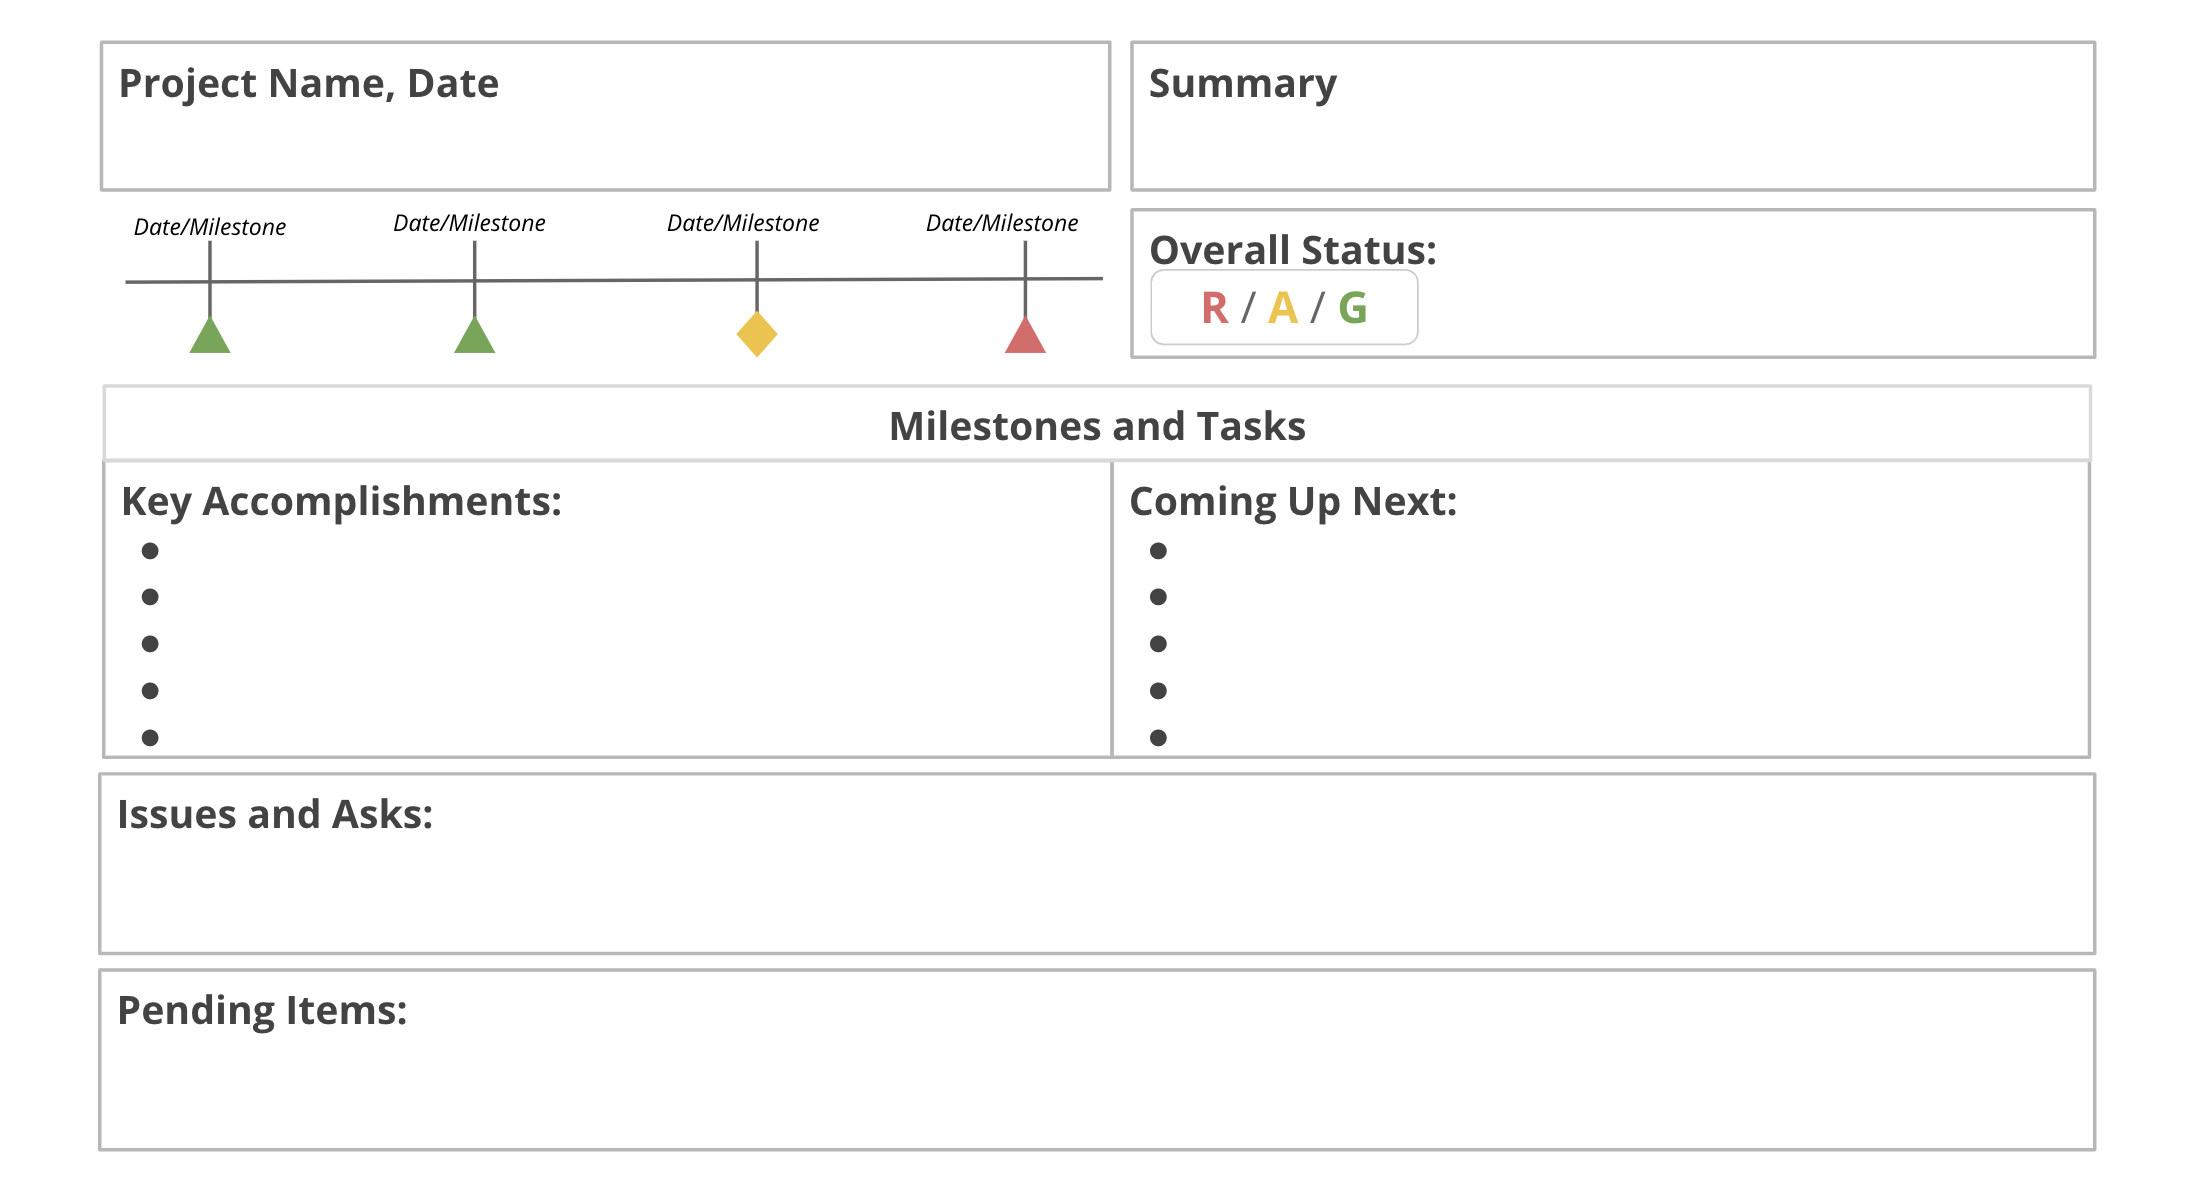 Project Name, Date
Summary
Date/Milestone
Date/Milestone
Date/Milestone
Date/Milestone
Overall Status:
R / A / G
Milestones and Tasks
Key Accomplishments:
Coming Up Next:
Issues and Asks:
Pending Items: